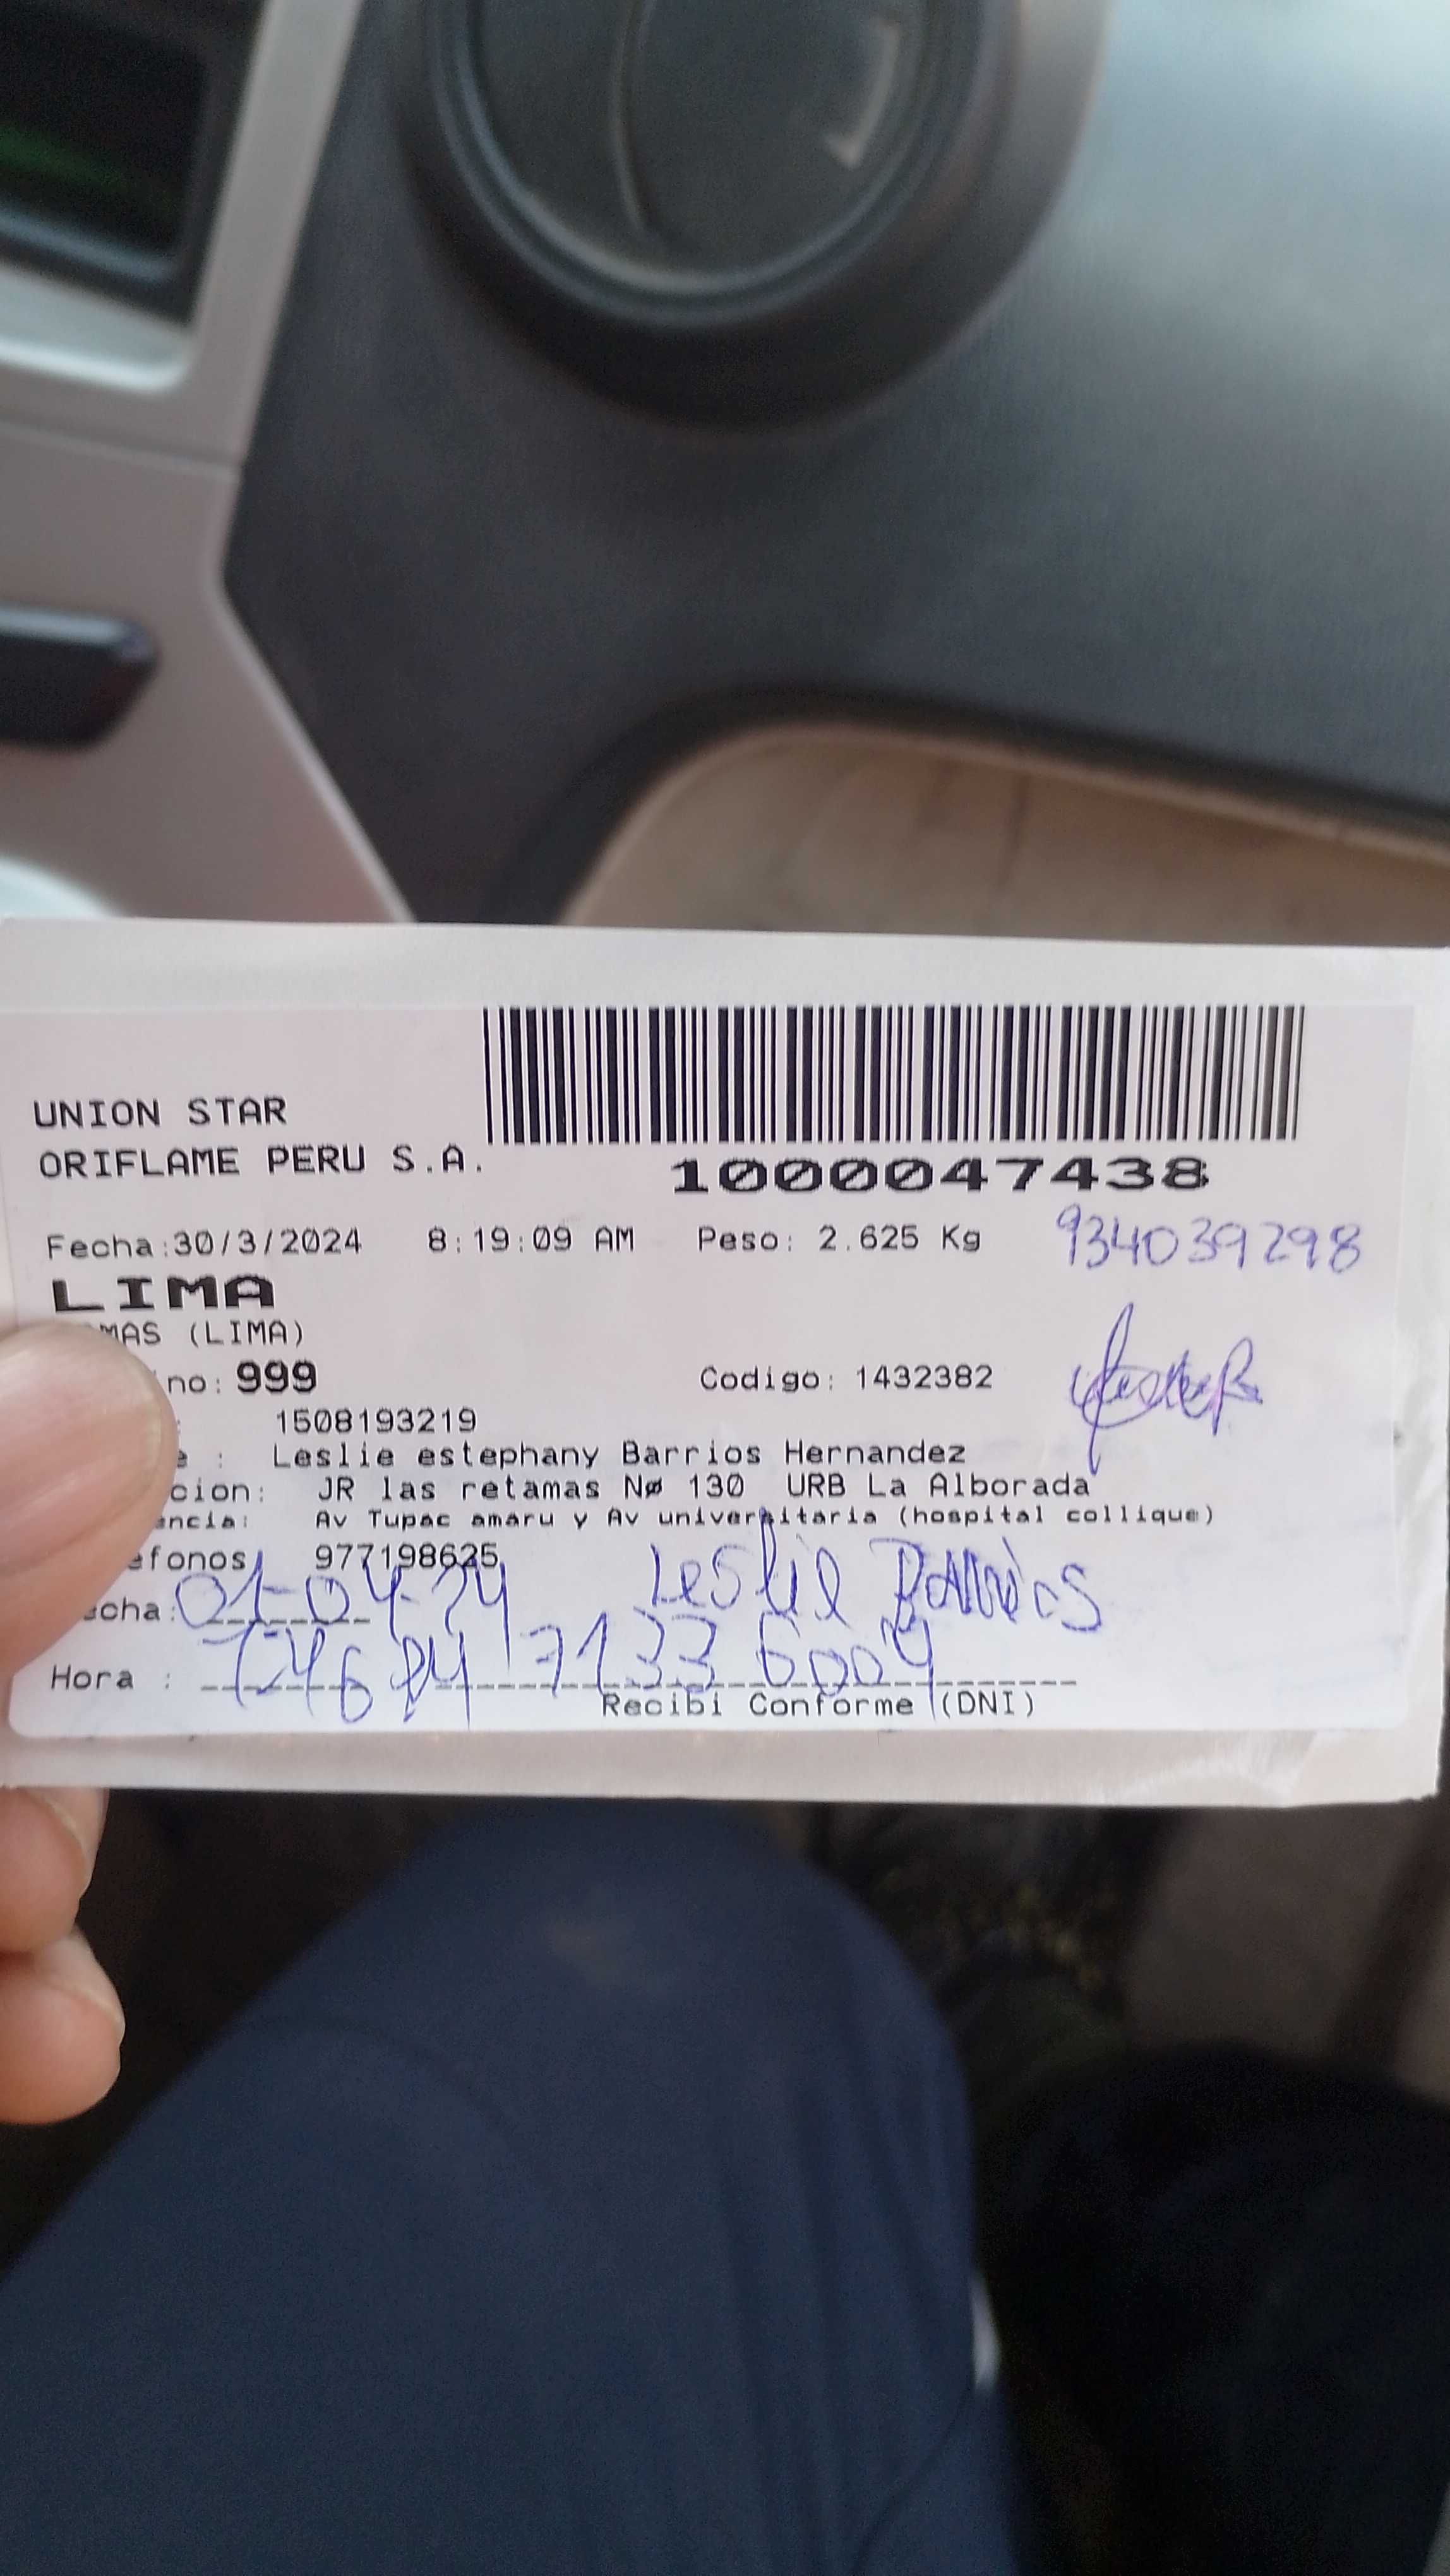 UNION STAR
ORIFLAME PERU S.A.
1000047438
Fecha:30/3/2024 8:19:09 AM Peso: 2.625 Kg 934039298
LIMA
MAS (LIMA)
no: 999 Codigo: 1432382
: 1508193219
e : Leslie estephany Barrios Hernandez
cion: JR las retamas Nø 130 URB La Alborada
encia: Av Tupac amaru y Av universitaria (hospital collique)
efonos 977198625
echa: 01-04-24 Leslie Barrios
Hora : 71336004
Recibi Conforme (DNI)